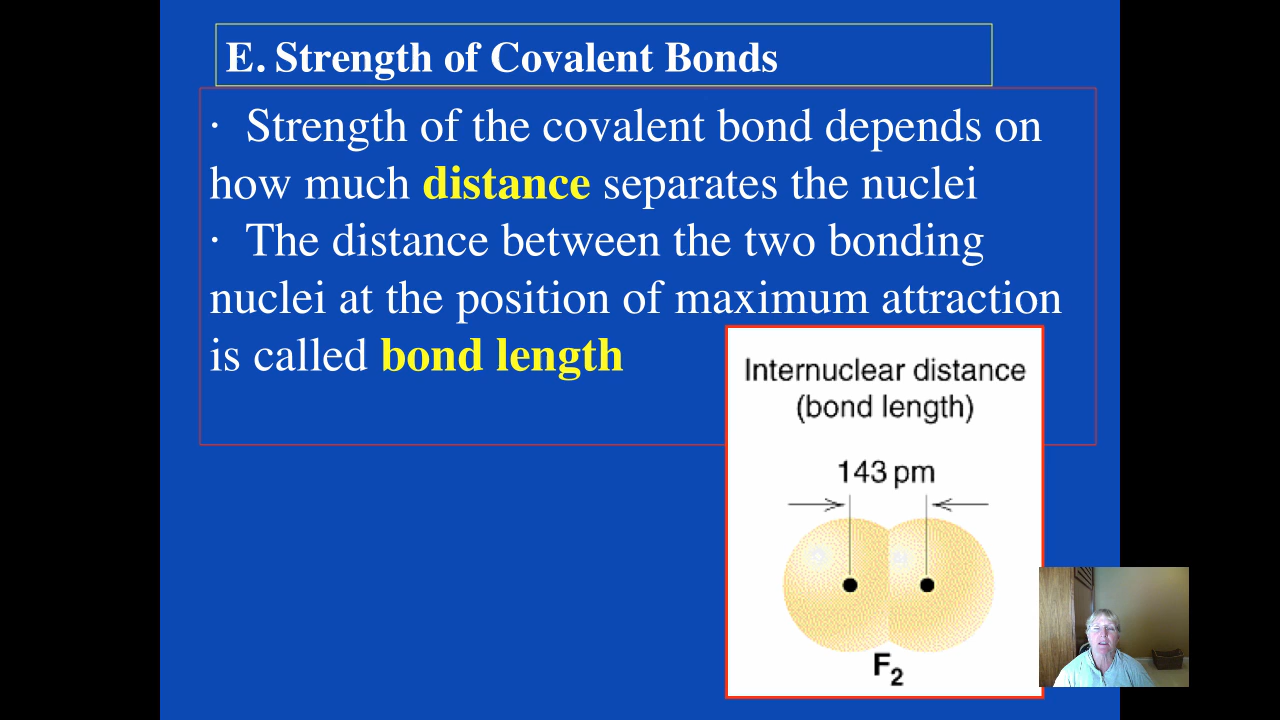 E. Strength of Covalent Bonds
· Strength of the covalent bond depends on
how much distance separates the nuclei
· The distance between the two bonding
nuclei at the position of maximum attraction
is called bond length
Internuclear distance
(bond length)
143 pm
F₂